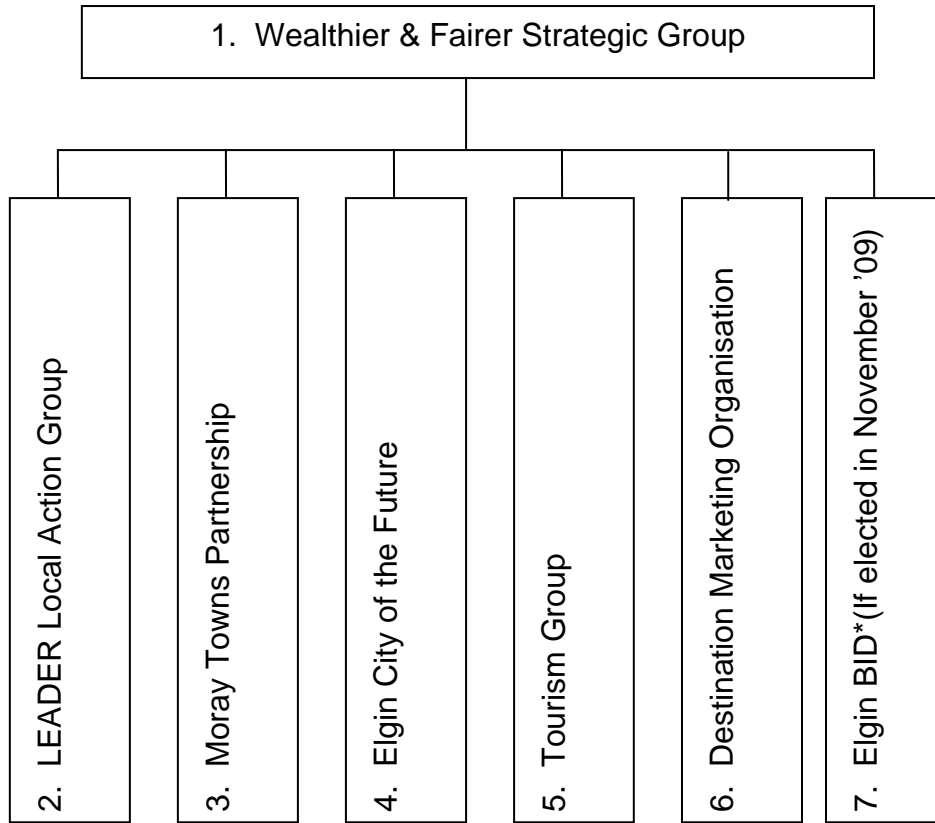 1. Wealthier & Fairer Strategic Group
2. LEADER Local Action Group
3. Moray Towns Partnership
4. Elgin City of the Future
5. Tourism Group
6. Destination Marketing Organisation
7. Elgin BID*(If elected in November ’09)